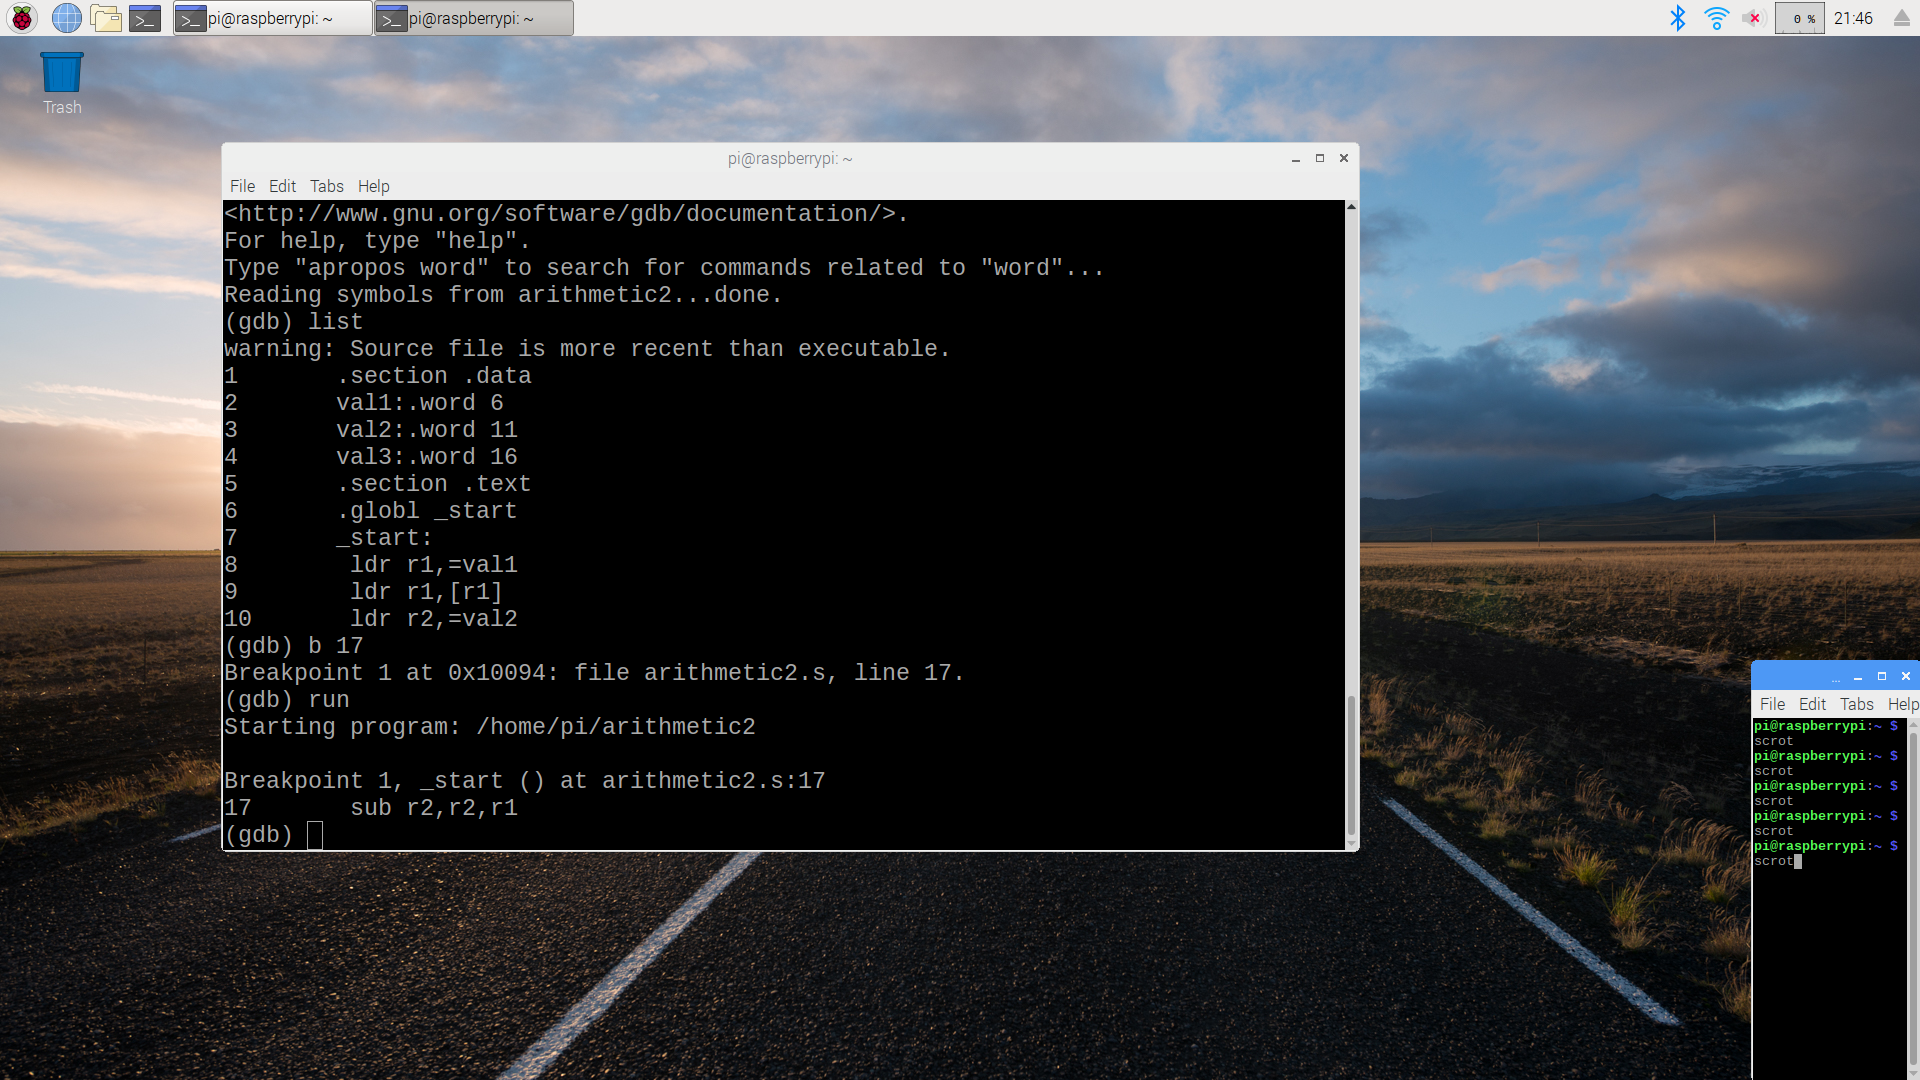 pi@raspberrypi: ~
pi@raspberrypi: ~
0 %
21:46
Trash
pi@raspberrypi: ~
File Edit Tabs Help
<http://www.gnu.org/software/gdb/documentation/>.
For help, type "help".
Type "apropos word" to search for commands related to "word"...
Reading symbols from arithmetic2...done.
(gdb) list
warning: Source file is more recent than executable.
1       .section .data
2       val1:.word 6
3       val2:.word 11
4       val3:.word 16
5       .section .text
6       .globl _start
7       _start:
8        ldr r1,=val1
9        ldr r1,[r1]
10       ldr r2,=val2
(gdb) b 17
Breakpoint 1 at 0x10094: file arithmetic2.s, line 17.
(gdb) run
Starting program: /home/pi/arithmetic2
Breakpoint 1, _start () at arithmetic2.s:17
17       sub r2,r2,r1
(gdb)
...
File Edit Tabs Help
pi@raspberrypi:~ $
scrot
pi@raspberrypi:~ $
scrot
pi@raspberrypi:~ $
scrot
pi@raspberrypi:~ $
scrot
pi@raspberrypi:~ $
scrot